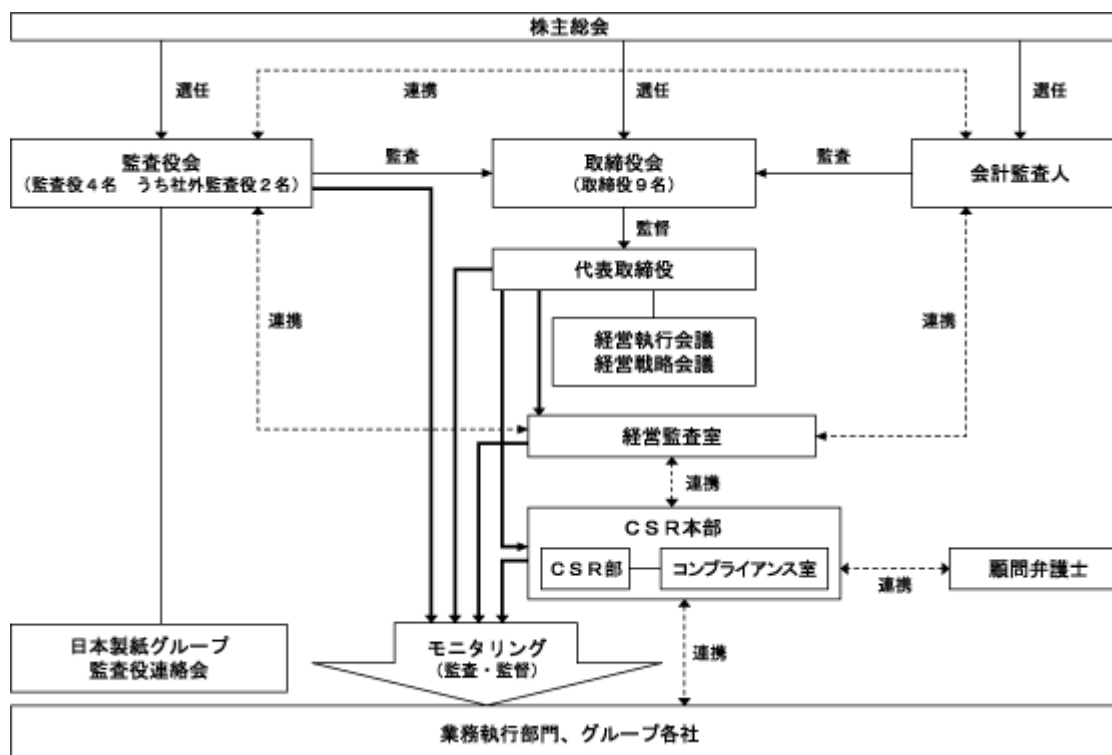 株主総会
選任
連携
選任
選任
監査役会
(監査役4名　うち社外監査役2名)
監査
取締役会
(取締役9名)
監査
会計監査人
監督
代表取締役
連携
経営執行会議
経営戦略会議
連携
経営監査室
連携
CSR本部
CSR部
コンプライアンス室
連携
顧問弁護士
日本製紙グループ
監査役連絡会
モニタリング
(監査・監督)
連携
業務執行部門、グループ各社